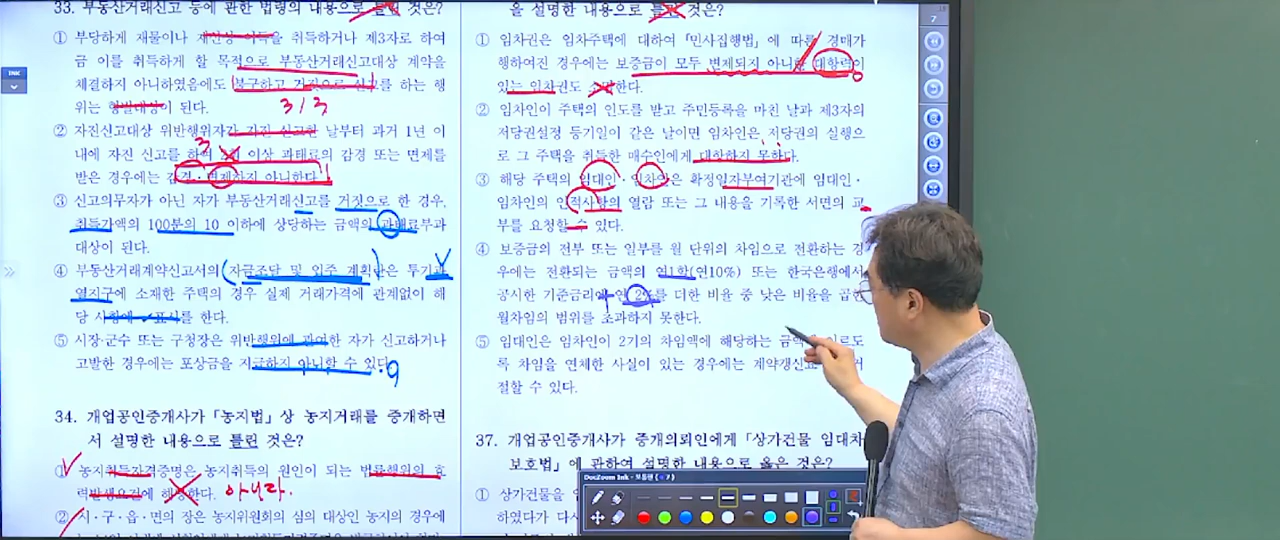 33. 부동산거래신고 등에 관한 법령의 내용으로 틀린 것은?
① 부당하게 재물이나 재산상 이득을 취득하거나 제3자로 하여
금 이를 취득하게 할 목적으로 부동산거래신고대상 계약을
체결하지 아니하였음에도 불구하고 거짓으로 신고를 하는 행
위는 형벌대상이 된다.
3/3
② 자진신고대상 위반행위자가 자진 신고한 날부터 과거 1년 이
3
내에 자진 신고를 하여 이상 과태료의 감경 또는 면제를
받은 경우에는 감경·면제하지 아니한다.
③ 신고의무자가 아닌 자가 부동산거래신고를 거짓으로 한 경우,
취득가액의 100분의 10 이하에 상당하는 금액의 과태료부과
대상이 된다.
④ 부동산거래계약신고서의 자금조달 및 입주 계획란은 투기과
열지구에 소재한 주택의 경우 실제 거래가격에 관계없이 해
당 사항에 표시를 한다.
⑤ 시장·군수 또는 구청장은 위반행위에 관여한 자가 신고하거나
고발한 경우에는 포상금을 지급하지 아니할 수 있다.
34. 개업공인중개사가 「농지법」상 농지거래를 중개하면
서 설명한 내용으로 틀린 것은?
① 농지취득자격증명은 농지취득의 원인이 되는 법률행위의 효
력발생요건에 해당한다. 아니다.
② 시·구·읍·면의 장은 농지위원회의 심의 대상인 농지의 경우에
을 설명한 내용으로 틀린 것은?
① 임차권은 임차주택에 대하여 「민사집행법」에 따른 경매가
행하여진 경우에는 보증금이 모두 변제되지 아니한 대항력이
있는 임차권도 소멸한다.
② 임차인이 주택의 인도를 받고 주민등록을 마친 날과 제3자의
저당권설정 등기일이 같은 날이면 임차인은, 저당권의 실행으
로 그 주택을 취득한 매수인에게 대항하지 못한다.
③ 해당 주택의 임대인·임차인은 확정일자부여기관에 임대인·
임차인의 인적사항의 열람 또는 그 내용을 기록한 서면의 교
부를 요청할 수 있다.
④ 보증금의 전부 또는 일부를 월 단위의 차임으로 전환하는 경
우에는 전환되는 금액의 연1할(연10%) 또는 한국은행에서
공시한 기준금리에 연 2%를 더한 비율 중 낮은 비율을 곱한
월차임의 범위를 초과하지 못한다.
⑤ 임대인은 임차인이 2기의 차임액에 해당하는 금액에 이르도
록 차임을 연체한 사실이 있는 경우에는 계약갱신요
절할 수 있다.
37. 개업공인중개사가 중개의뢰인에게 「상가건물 임대차
보호법」에 관하여 설명한 내용으로 옳은 것은?
① 상가건물을
하였다가 다시
INK
DocZoom Ink
7